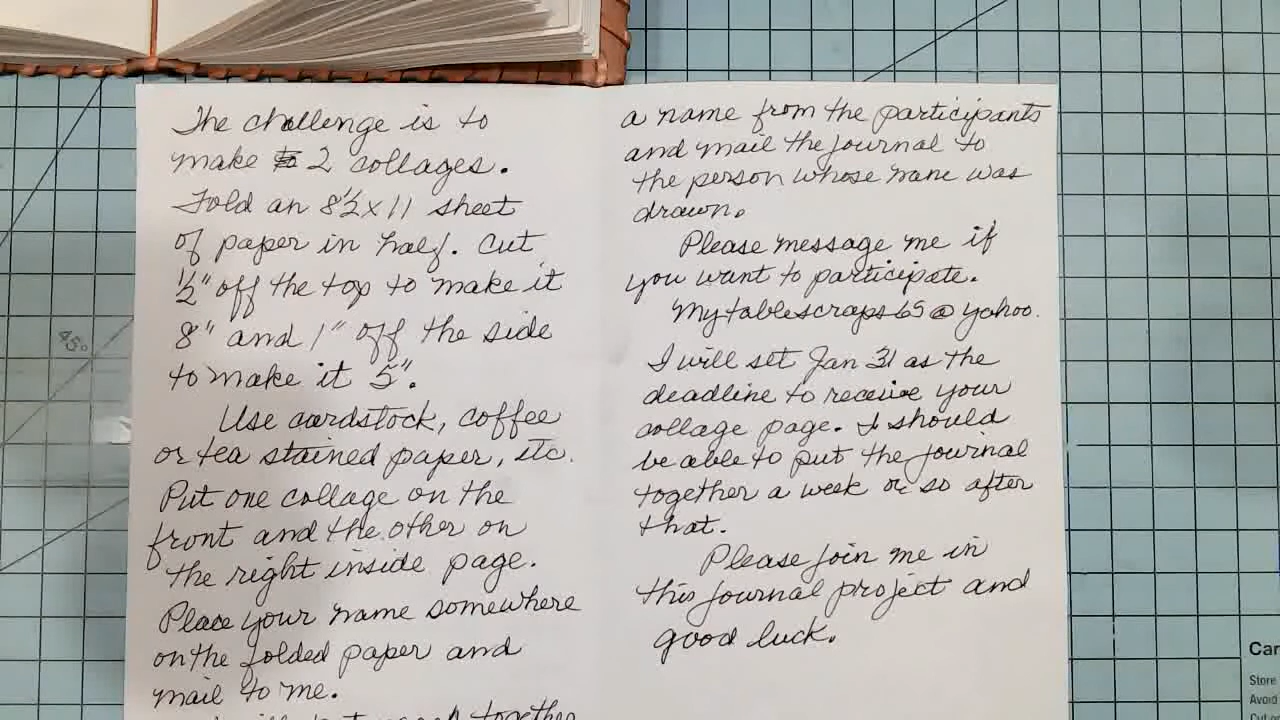 The challenge is to
make 2 collages.
Fold an 8½x11 sheet
of paper in half. Cut
½" off the top to make it
8" and 1" off the side
to make it 5".
Use cardstock, coffee
or tea stained paper, etc.
Put one collage on the
front and the other on
the right inside page.
Place your name somewhere
on the folded paper and
mail to me.
together
a name from the participants
and mail the journal to
the person whose name was
drawn.
Please message me if
you want to participate.
Mytablescraps65@yahoo.
I will set Jan 31 as the
deadline to receive your
collage page. I should
be able to put the journal
together a week or so after
that.
Please join me in
this journal project and
good luck.
45°
Car
Store
Avoid